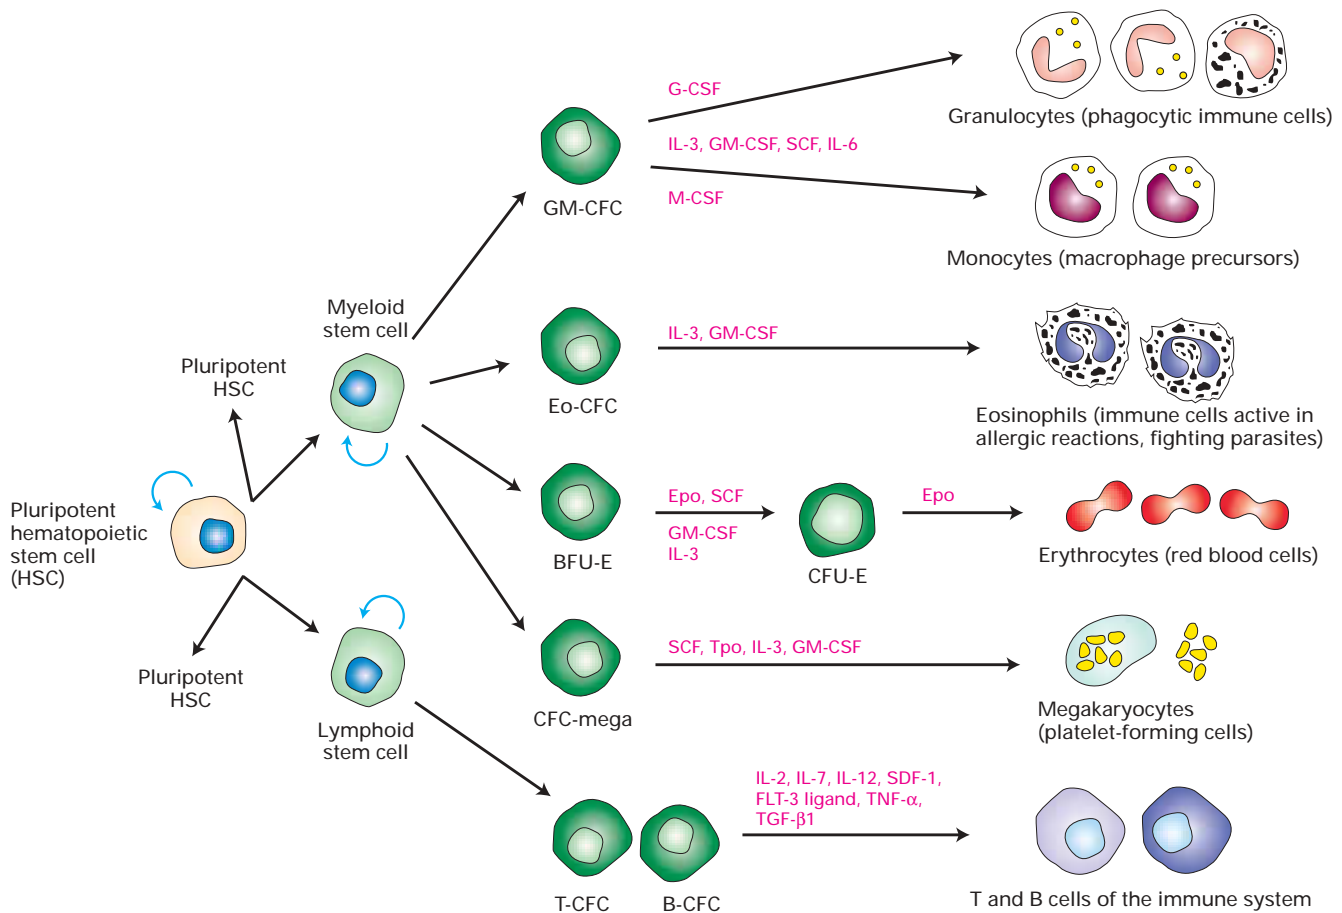 G-CSF
Granulocytes (phagocytic immune cells)
IL-3, GM-CSF, SCF, IL-6
M-CSF
GM-CFC
Monocytes (macrophage precursors)
Myeloid
stem cell
IL-3, GM-CSF
Pluripotent
HSC
Eo-CFC
Eosinophils (immune cells active in
allergic reactions, fighting parasites)
Pluripotent
hematopoietic
stem cell
(HSC)
Epo, SCF
GM-CSF
IL-3
Epo
BFU-E
CFU-E
Erythrocytes (red blood cells)
SCF, Tpo, IL-3, GM-CSF
Pluripotent
HSC
CFC-mega
Megakaryocytes
(platelet-forming cells)
Lymphoid
stem cell
IL-2, IL-7, IL-12, SDF-1,
FLT-3 ligand, TNF-α,
TGF-β1
T-CFC
B-CFC
T and B cells of the immune system